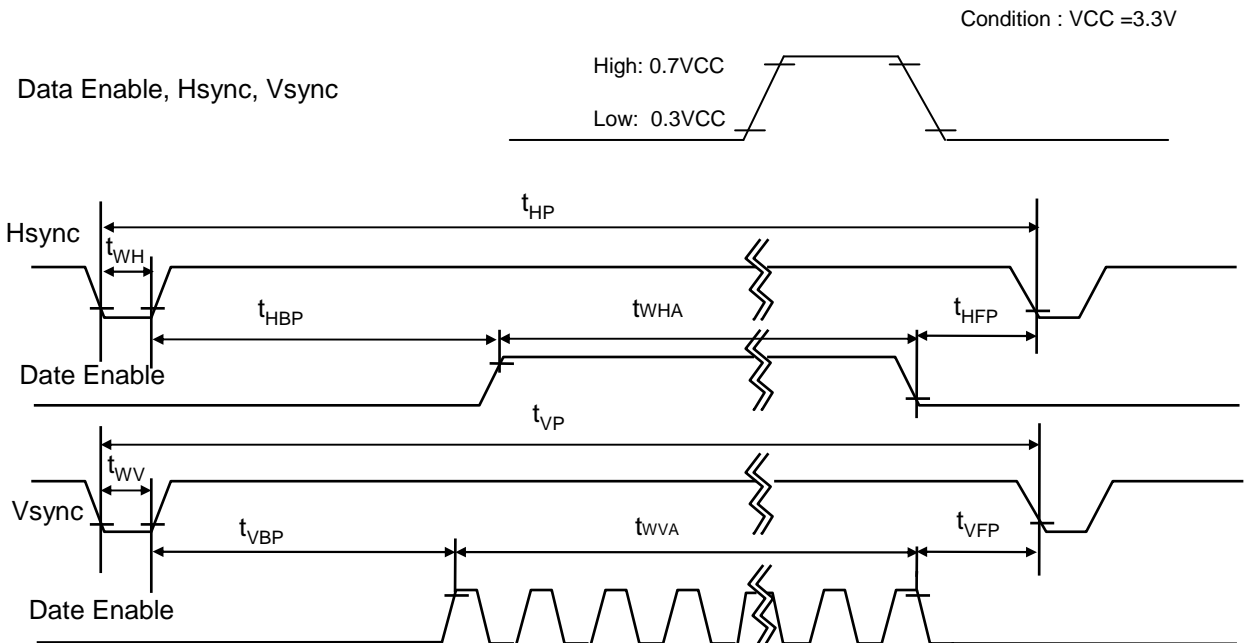 Condition : VCC =3.3V
High: 0.7VCC
Data Enable, Hsync, Vsync
Low: 0.3VCC
tHP
Hsync
tWH
tHBP
tWHA
tHFP
Date Enable
tVP
tWV
Vsync
tVBP
tWVA
tVFP
Date Enable